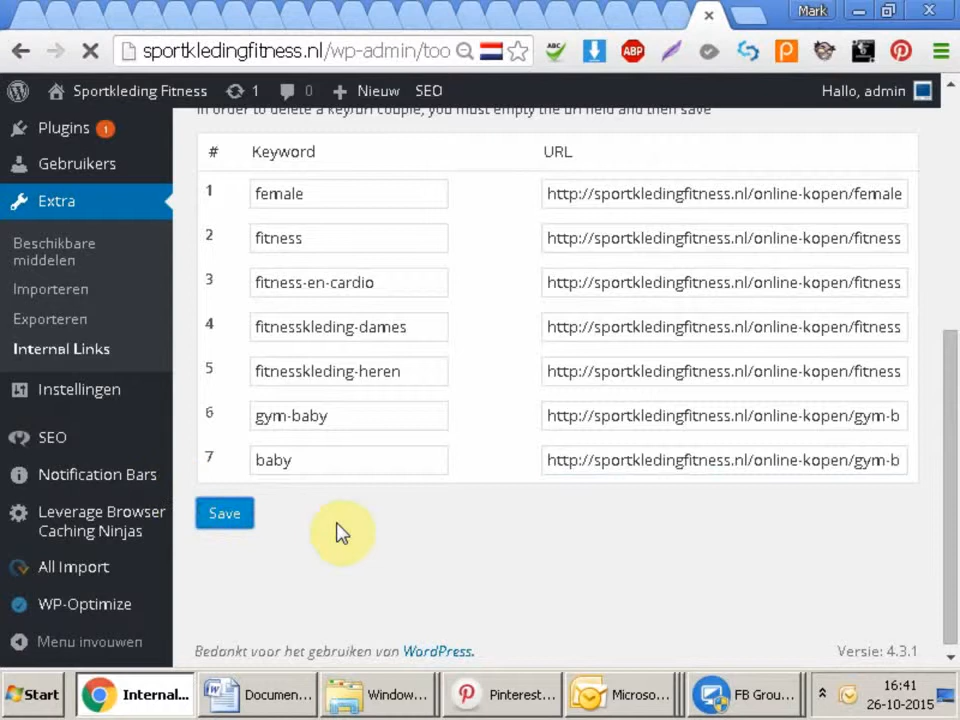 Mark
sportkledingfitness.nl/wp-admin/too
ABC
ABP
Sportkleding Fitness
1
0
Nieuw
SEO
Hallo, admin
In order to delete a key/url couple, you must empty the url field and then save
Plugins 1
Gebruikers
Extra
Beschikbare
middelen
Importeren
Exporteren
Internal Links
Instellingen
SEO
Notification Bars
Leverage Browser
Caching Ninjas
All Import
WP-Optimize
Menu invouwen
# Keyword URL
1 female http://sportkledingfitness.nl/online-kopen/female
2 fitness http://sportkledingfitness.nl/online-kopen/fitness
3 fitness-en-cardio http://sportkledingfitness.nl/online-kopen/fitness
4 fitnesskleding-dames http://sportkledingfitness.nl/online-kopen/fitness
5 fitnesskleding-heren http://sportkledingfitness.nl/online-kopen/fitness
6 gym-baby http://sportkledingfitness.nl/online-kopen/gym-b
7 baby http://sportkledingfitness.nl/online-kopen/gym-b
Save
Bedankt voor het gebruiken van WordPress.
Versie: 4.3.1
Start
Internal...
Documen...
Window...
Pinterest...
Microso...
FB Grou...
16:41
26-10-2015